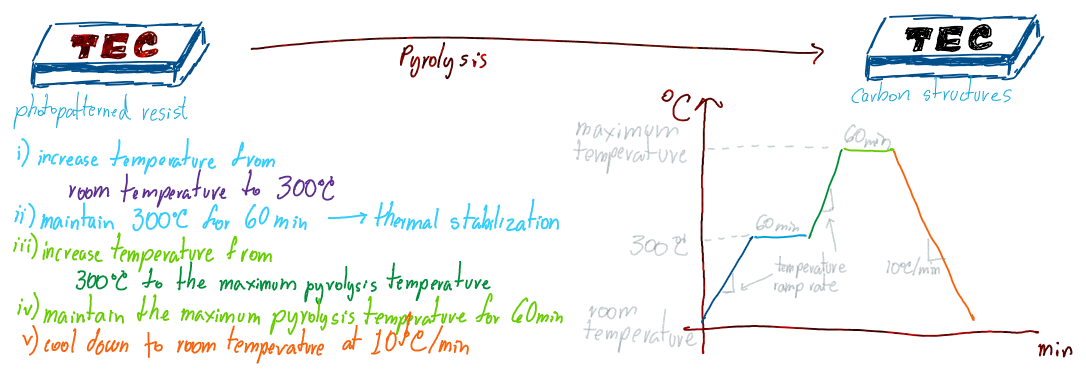 TEC
Pyrolysis
TEC
photopatterned resist
carbon structures
i) increase temperature from
room temperature to 300°C
ii) maintain 300°C for 60 min → thermal stabilization
iii) increase temperature from
300°C to the maximum pyrolysis temperature
iv) maintain the maximum pyrolysis temperature for 60 min
v) cool down to room temperature at 10°C/min
°C
maximum
temperature
60 min
300°C
60 min
temperature
ramp rate
10°C/min
room
temperature
min